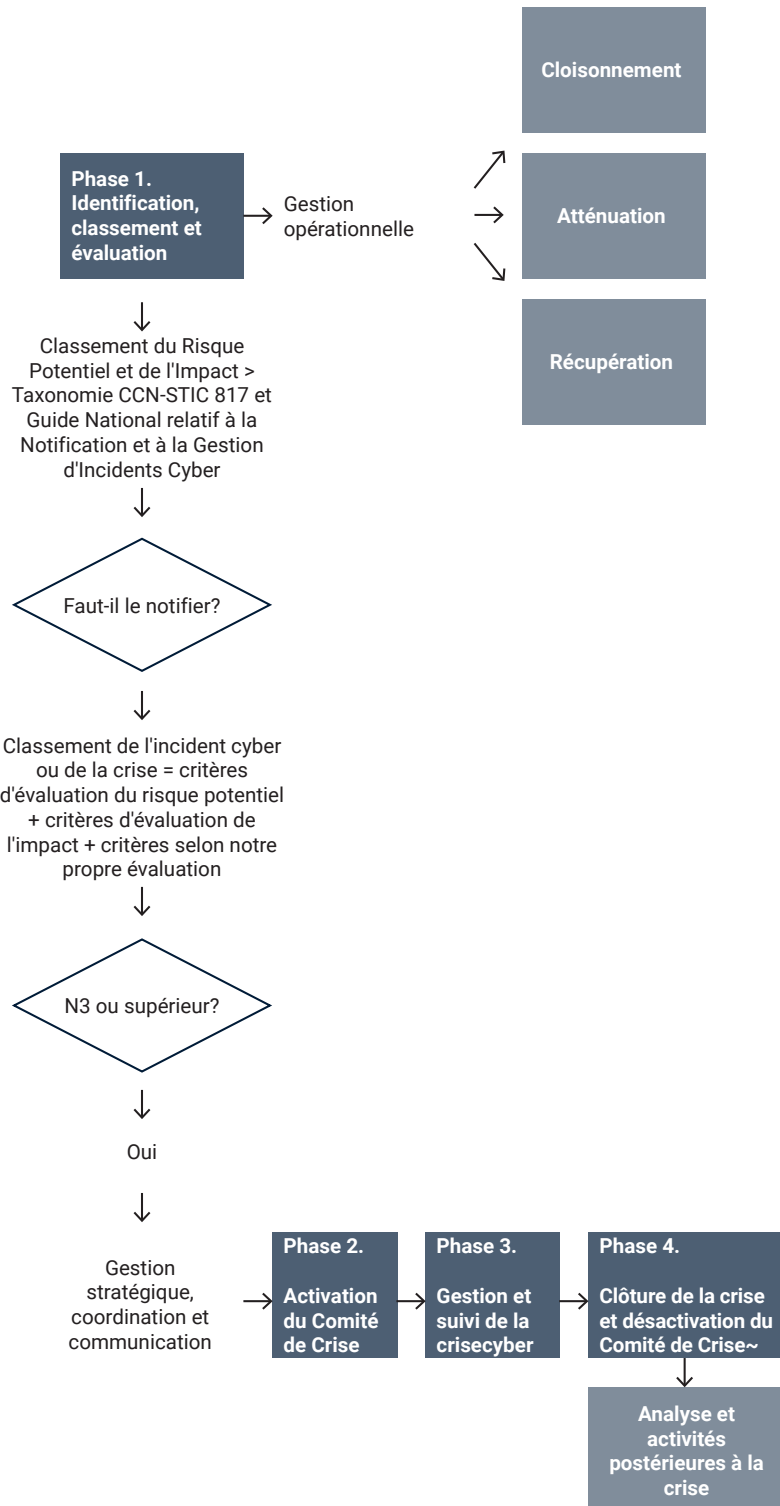 Cloisonnement
Phase 1.
Identification,
classement et
évaluation
Gestion
opérationnelle
Atténuation
Récupération
Classement du Risque
Potentiel et de l'Impact >
Taxonomie CCN-STIC 817 et
Guide National relatif à la
Notification et à la Gestion
d'Incidents Cyber
Faut-il le notifier?
Classement de l'incident cyber
ou de la crise = critères
d'évaluation du risque potentiel
+ critères d'évaluation de
l'impact + critères selon notre
propre évaluation
N3 ou supérieur?
Oui
Gestion
stratégique,
coordination et
communication
Phase 2.
Activation
du Comité
de Crise
Phase 3.
Gestion et
suivi de la
crisecyber
Phase 4.
Clôture de la crise
et désactivation du
Comité de Crise~
Analyse et
activités
postérieures à la
crise